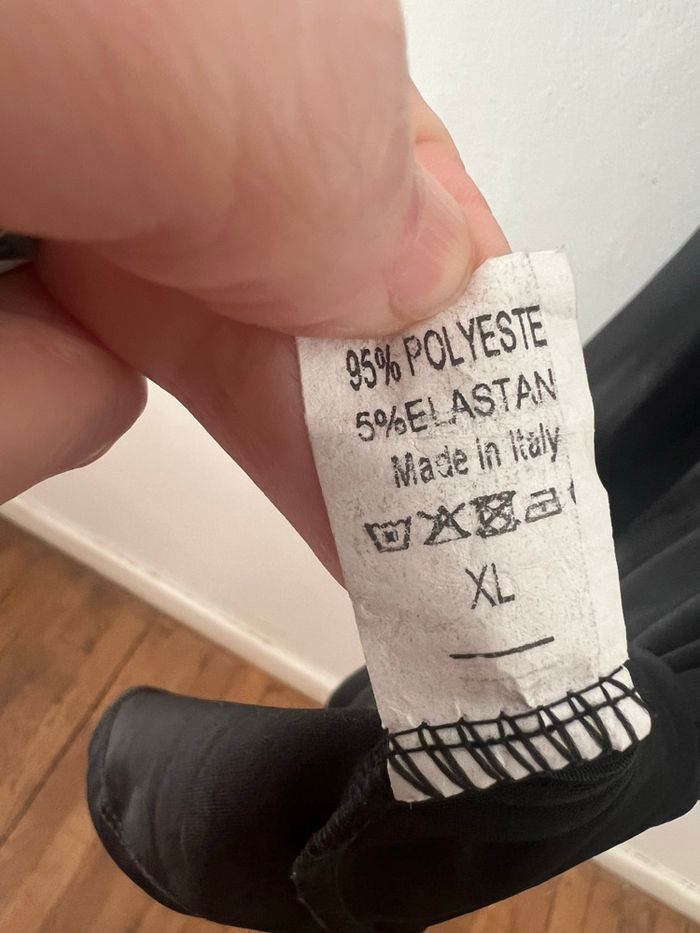 95% POLYESTE
5%ELASTAN
Made in Italy
XL